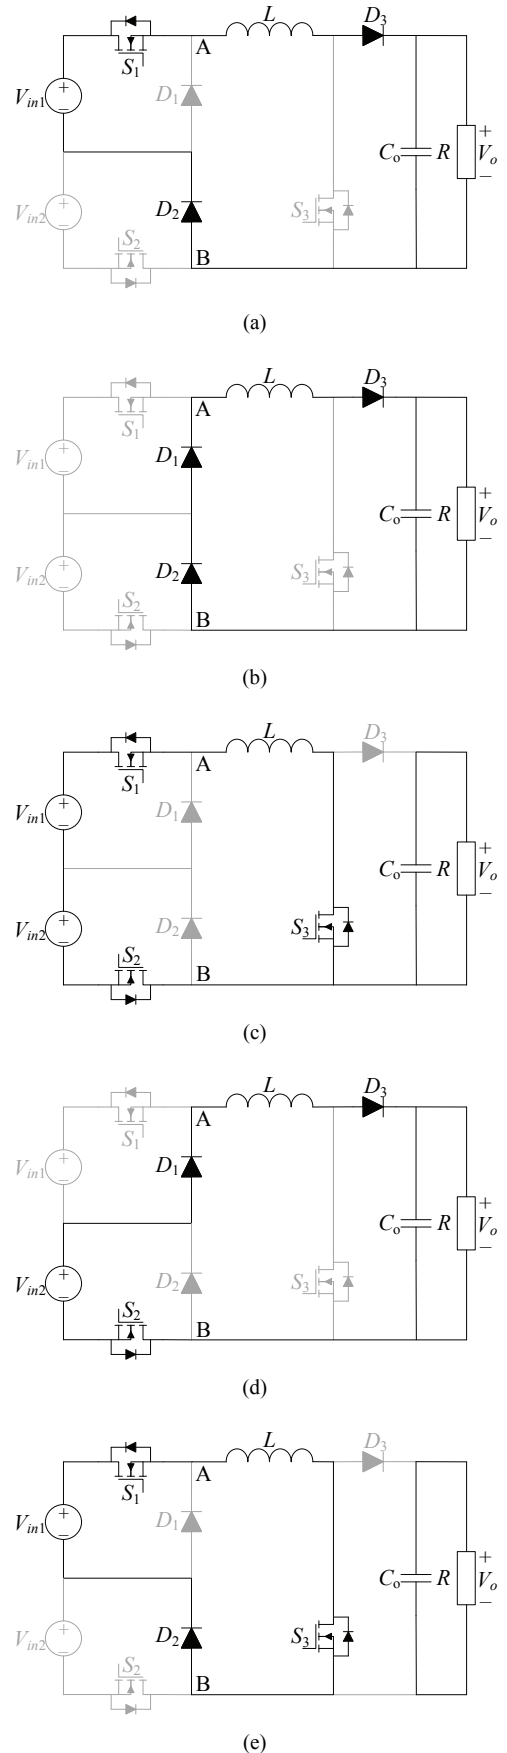 S1 A L D3
Vin1 + − D1 Co R + Vo −
Vin2 + − S2 D2 B S3
(a)
S1 A L D3
Vin1 + − D1 Co R + Vo −
Vin2 + − S2 D2 B S3
(b)
S1 A L D3
Vin1 + − D1 Co R + Vo −
Vin2 + − S2 D2 B S3
(c)
S1 A L D3
Vin1 + − D1 Co R + Vo −
Vin2 + − S2 D2 B S3
(d)
S1 A L D3
Vin1 + − D1 Co R + Vo −
Vin2 + − S2 D2 B S3
(e)